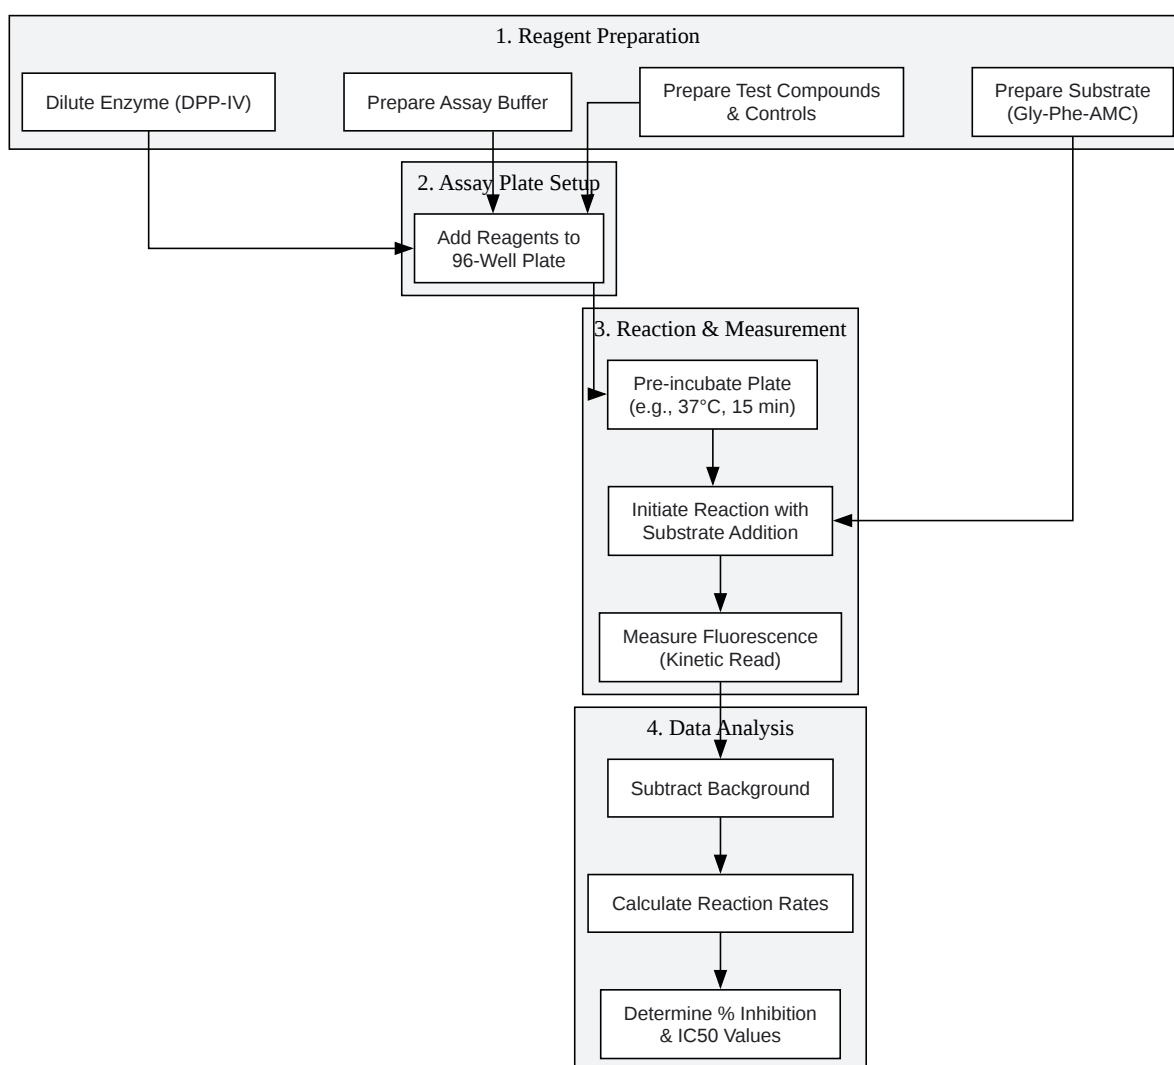 1. Reagent Preparation
Dilute Enzyme (DPP-IV)
Prepare Assay Buffer
Prepare Test Compounds
& Controls
Prepare Substrate
(Gly-Phe-AMC)
2. Assay Plate Setup
Add Reagents to
96-Well Plate
3. Reaction & Measurement
Pre-incubate Plate
(e.g., 37°C, 15 min)
Initiate Reaction with
Substrate Addition
Measure Fluorescence
(Kinetic Read)
4. Data Analysis
Subtract Background
Calculate Reaction Rates
Determine % Inhibition
& IC50 Values